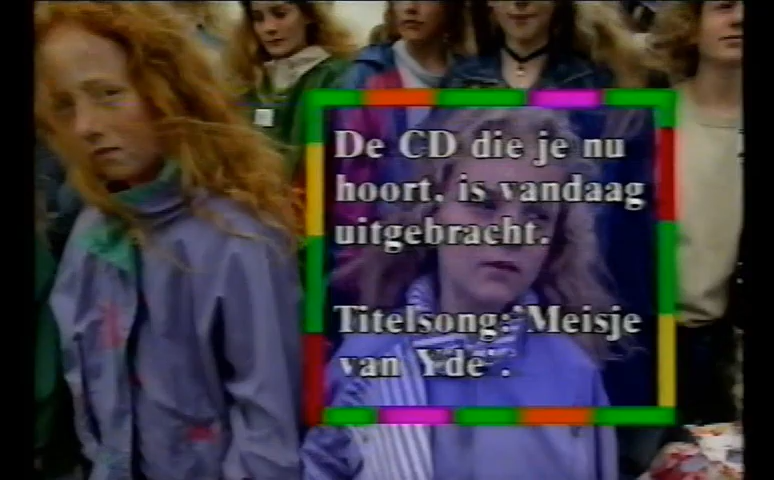 De CD die je nu
hoort, is vandaag
uitgebracht.
Titelsong:'Meisje
van Yde'.